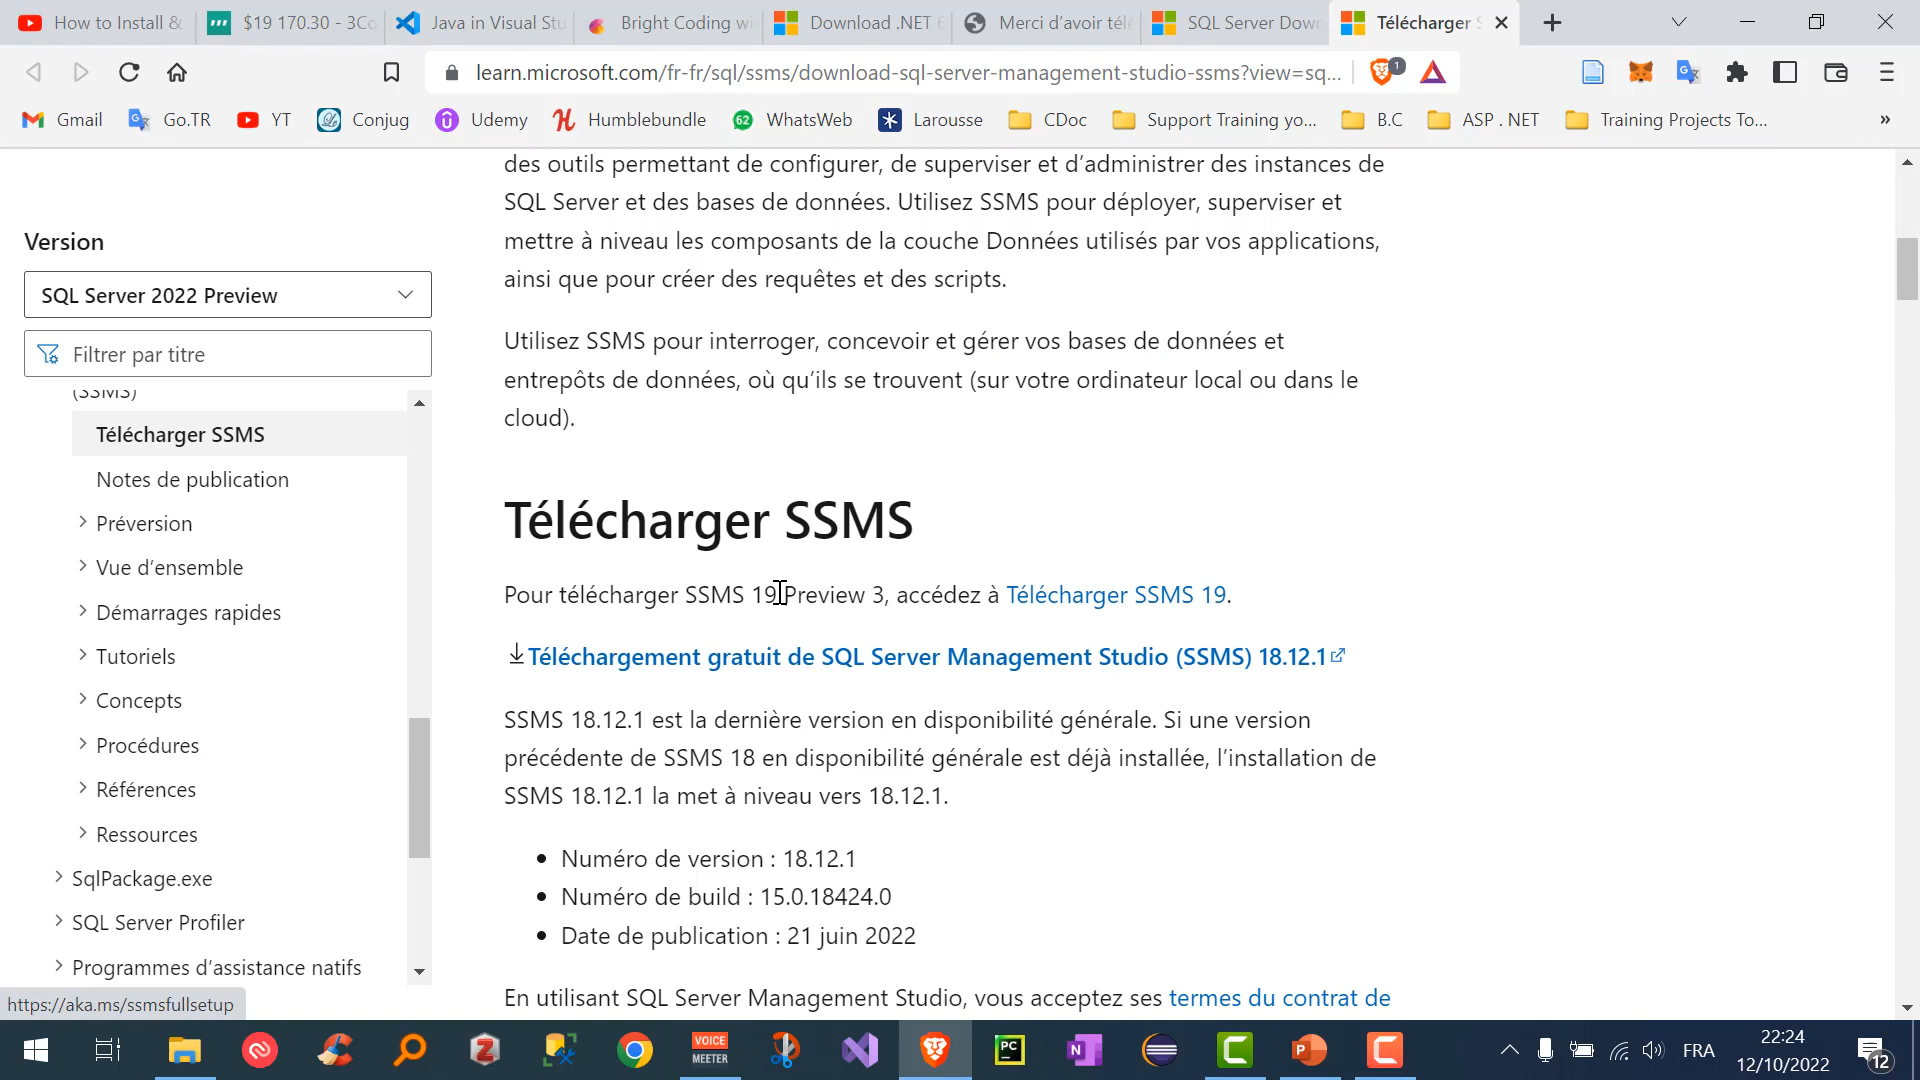 How to Install &
$19 170.30 - 3Co
Java in Visual Stu
Bright Coding wi
Download .NET 6
Merci d'avoir télé
SQL Server Down
Télécharger S
learn.microsoft.com/fr-fr/sql/ssms/download-sql-server-management-studio-ssms?view=sq...
1
Gmail
Go.TR
YT
Conjug
Udemy
Humblebundle
62
WhatsWeb
Larousse
CDoc
Support Training yo...
B.C
ASP . NET
Training Projects To...
»
Version
SQL Server 2022 Preview
Filtrer par titre
(SSMS)
Télécharger SSMS
Notes de publication
Préversion
Vue d'ensemble
Démarrages rapides
Tutoriels
Concepts
Procédures
Références
Ressources
SqlPackage.exe
SQL Server Profiler
Programmes d'assistance natifs
https://aka.ms/ssmsfullsetup
des outils permettant de configurer, de superviser et d'administrer des instances de
SQL Server et des bases de données. Utilisez SSMS pour déployer, superviser et
mettre à niveau les composants de la couche Données utilisés par vos applications,
ainsi que pour créer des requêtes et des scripts.
Utilisez SSMS pour interroger, concevoir et gérer vos bases de données et
entrepôts de données, où qu'ils se trouvent (sur votre ordinateur local ou dans le
cloud).
Télécharger SSMS
Pour télécharger SSMS 19 Preview 3, accédez à Télécharger SSMS 19.
Téléchargement gratuit de SQL Server Management Studio (SSMS) 18.12.1
SSMS 18.12.1 est la dernière version en disponibilité générale. Si une version
précédente de SSMS 18 en disponibilité générale est déjà installée, l'installation de
SSMS 18.12.1 la met à niveau vers 18.12.1.
• Numéro de version : 18.12.1
• Numéro de build : 15.0.18424.0
• Date de publication : 21 juin 2022
En utilisant SQL Server Management Studio, vous acceptez ses termes du contrat de
VOICE
MEETER
PC
N
P
C
FRA
22:24
12/10/2022
12